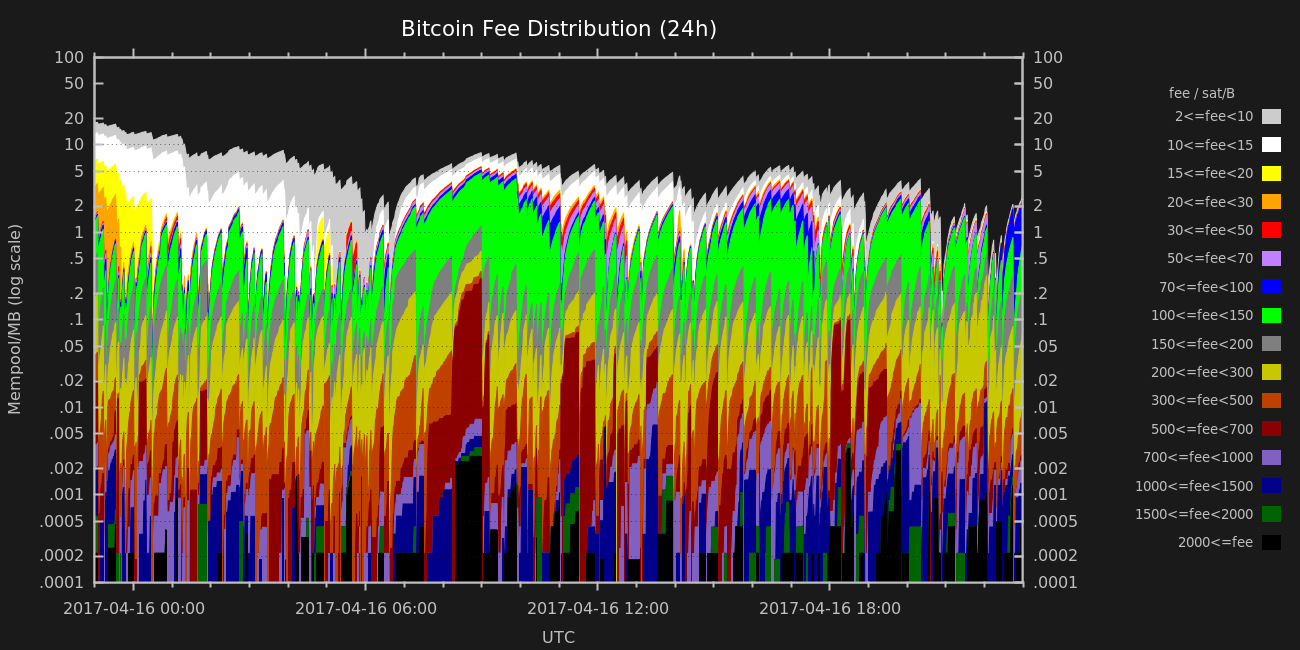 Bitcoin Fee Distribution (24h)
Mempool/MB (log scale)
100
50
20
10
5
2
1
.5
.2
.1
.05
.02
.01
.005
.002
.001
.0005
.0002
.0001
100
50
20
10
5
2
1
.5
.2
.1
.05
.02
.01
.005
.002
.001
.0005
.0002
.0001
2017-04-16 00:00
2017-04-16 06:00
2017-04-16 12:00
2017-04-16 18:00
UTC
fee / sat/B
2<=fee<10
10<=fee<15
15<=fee<20
20<=fee<30
30<=fee<50
50<=fee<70
70<=fee<100
100<=fee<150
150<=fee<200
200<=fee<300
300<=fee<500
500<=fee<700
700<=fee<1000
1000<=fee<1500
1500<=fee<2000
2000<=fee